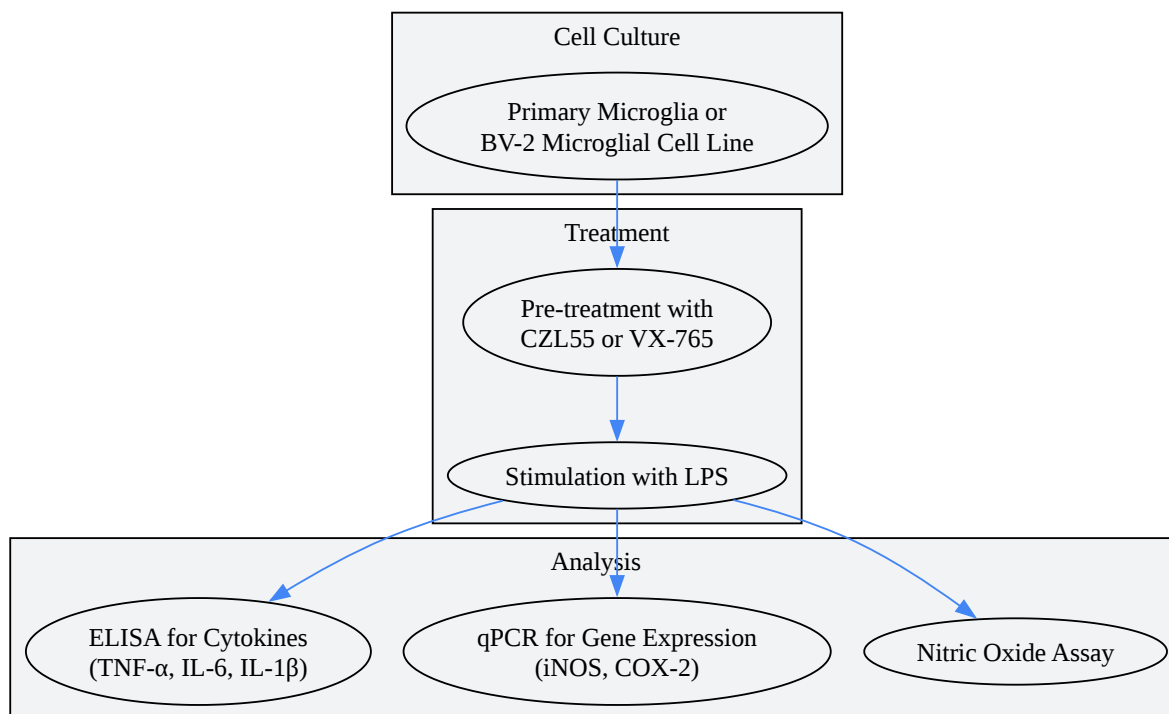 Cell Culture
Primary Microglia or
BV-2 Microglial Cell Line
Treatment
Pre-treatment with
CZL55 or VX-765
Stimulation with LPS
Analysis
ELISA for Cytokines
(TNF-α, IL-6, IL-1β)
qPCR for Gene Expression
(iNOS, COX-2)
Nitric Oxide Assay